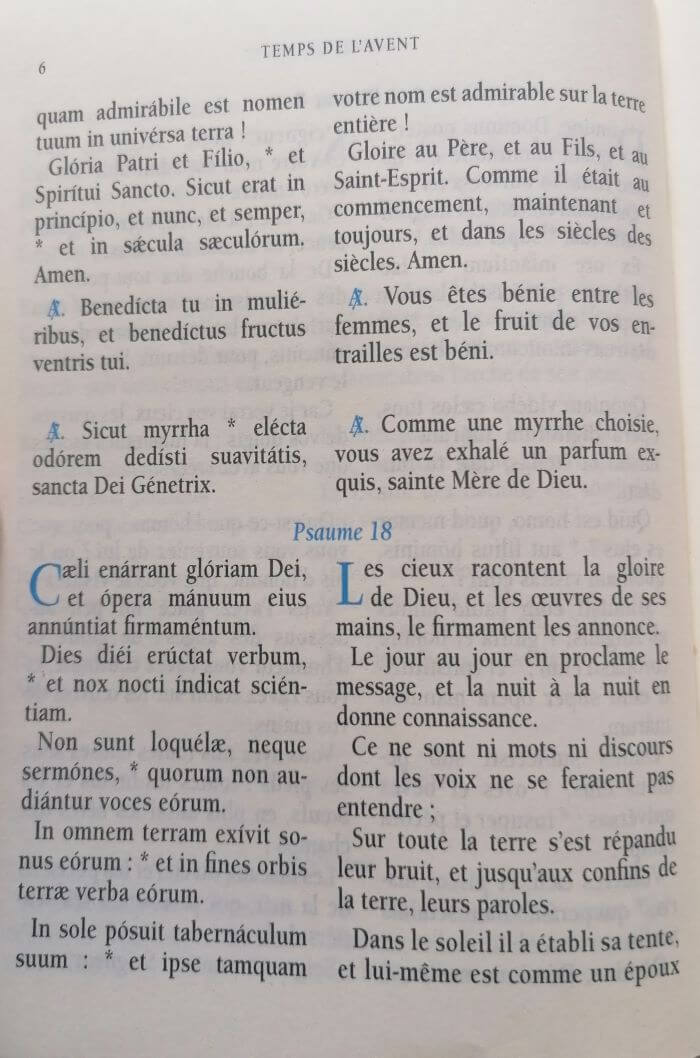 6
TEMPS DE L'AVENT
quam admirábile est nomen
tuum in univérsa terra !
Glória Patri et Fílio, * et
Spirítui Sancto. Sicut erat in
princípio, et nunc, et semper,
* et in sǽcula sæculórum.
Amen.
A. Benedícta tu in mulié-
ribus, et benedíctus fructus
ventris tui.
A. Sicut myrrha * elécta
odórem dedísti suavitátis,
sancta Dei Génetrix.
votre nom est admirable sur la terre
entière !
Gloire au Père, et au Fils, et au
Saint-Esprit. Comme il était au
commencement, maintenant et
toujours, et dans les siècles des
siècles. Amen.
A. Vous êtes bénie entre les
femmes, et le fruit de vos en-
trailles est béni.
A. Comme une myrrhe choisie,
vous avez exhalé un parfum ex-
quis, sainte Mère de Dieu.
Psaume 18
Cæli enárrant glóriam Dei,
et ópera mánuum eius
annúntiat firmaméntum.
Dies diéi erúctat verbum,
* et nox nocti índicat scién-
tiam.
Non sunt loquélæ, neque
sermónes, * quorum non au-
diántur voces eórum.
In omnem terram exívit so-
nus eórum : * et in fines orbis
terræ verba eórum.
In sole pósuit tabernáculum
suum : * et ipse tamquam
Les cieux racontent la gloire
de Dieu, et les œuvres de ses
mains, le firmament les annonce.
Le jour au jour en proclame le
message, et la nuit à la nuit en
donne connaissance.
Ce ne sont ni mots ni discours
dont les voix ne se feraient pas
entendre ;
Sur toute la terre s'est répandu
leur bruit, et jusqu'aux confins de
la terre, leurs paroles.
Dans le soleil il a établi sa tente,
et lui-même est comme un époux